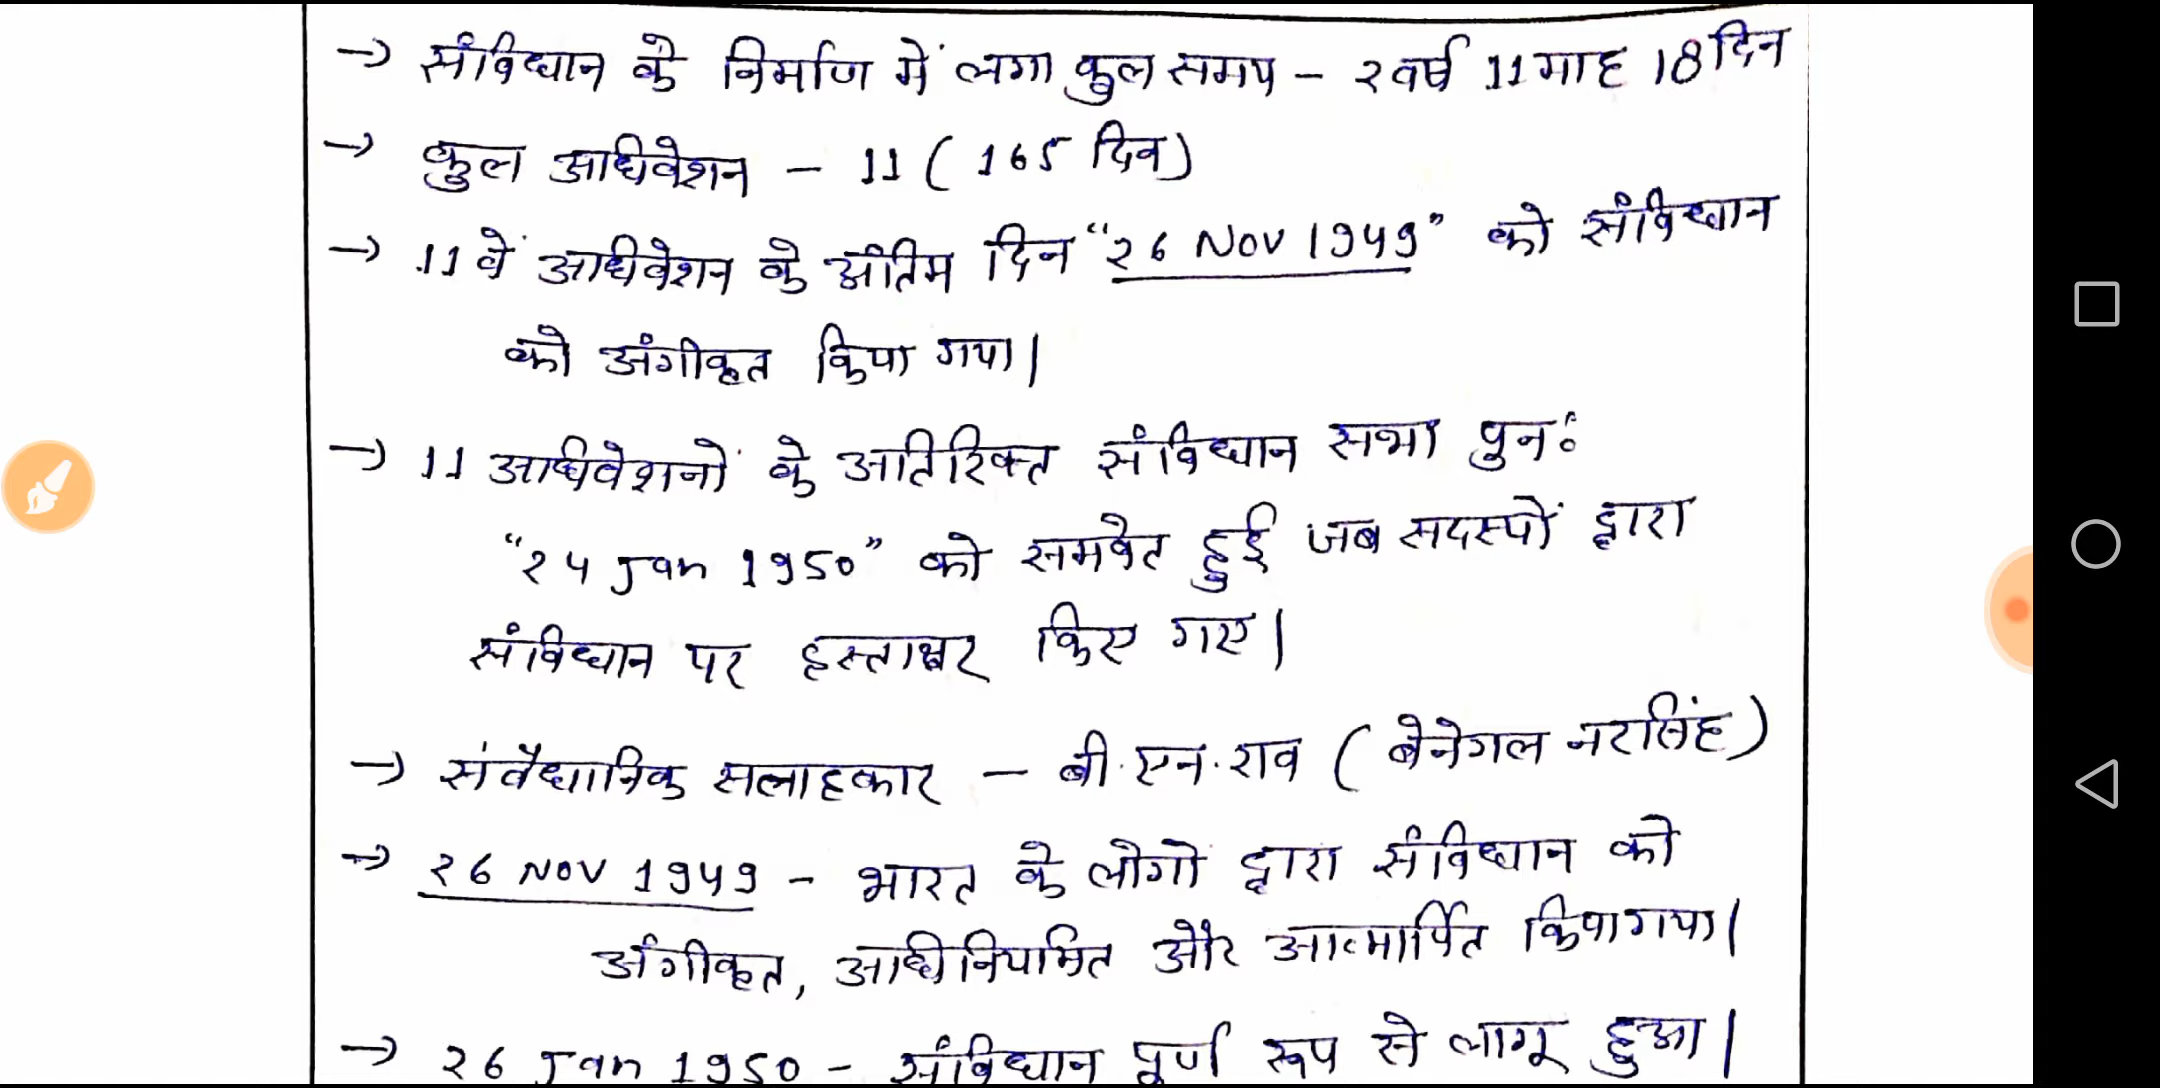 → संविधान के निर्माण में लगा कुल समय - 2 वर्ष 11 माह 18 दिन
→ कुल अधिवेशन - 11 ( 165 दिन )
→ 11 वें अधिवेशन के अंतिम दिन "26 Nov 1949" को संविधान
को अंगीकृत किया गया।
→ 11 अधिवेशनों के अतिरिक्त संविधान सभा पुनः
"24 Jan 1950" को समवेत हुई जब सदस्यों द्वारा
संविधान पर हस्ताक्षर किए गए।
→ संवैधानिक सलाहकार - बी.एन.राव ( बेनेगल नरसिंह )
→ 26 Nov 1949 - भारत के लोगों द्वारा संविधान को
अंगीकृत, अधिनियमित और आत्मार्पित किया गया।
→ 26 Jan 1950 - संविधान पूर्ण रूप से लागू हुआ।